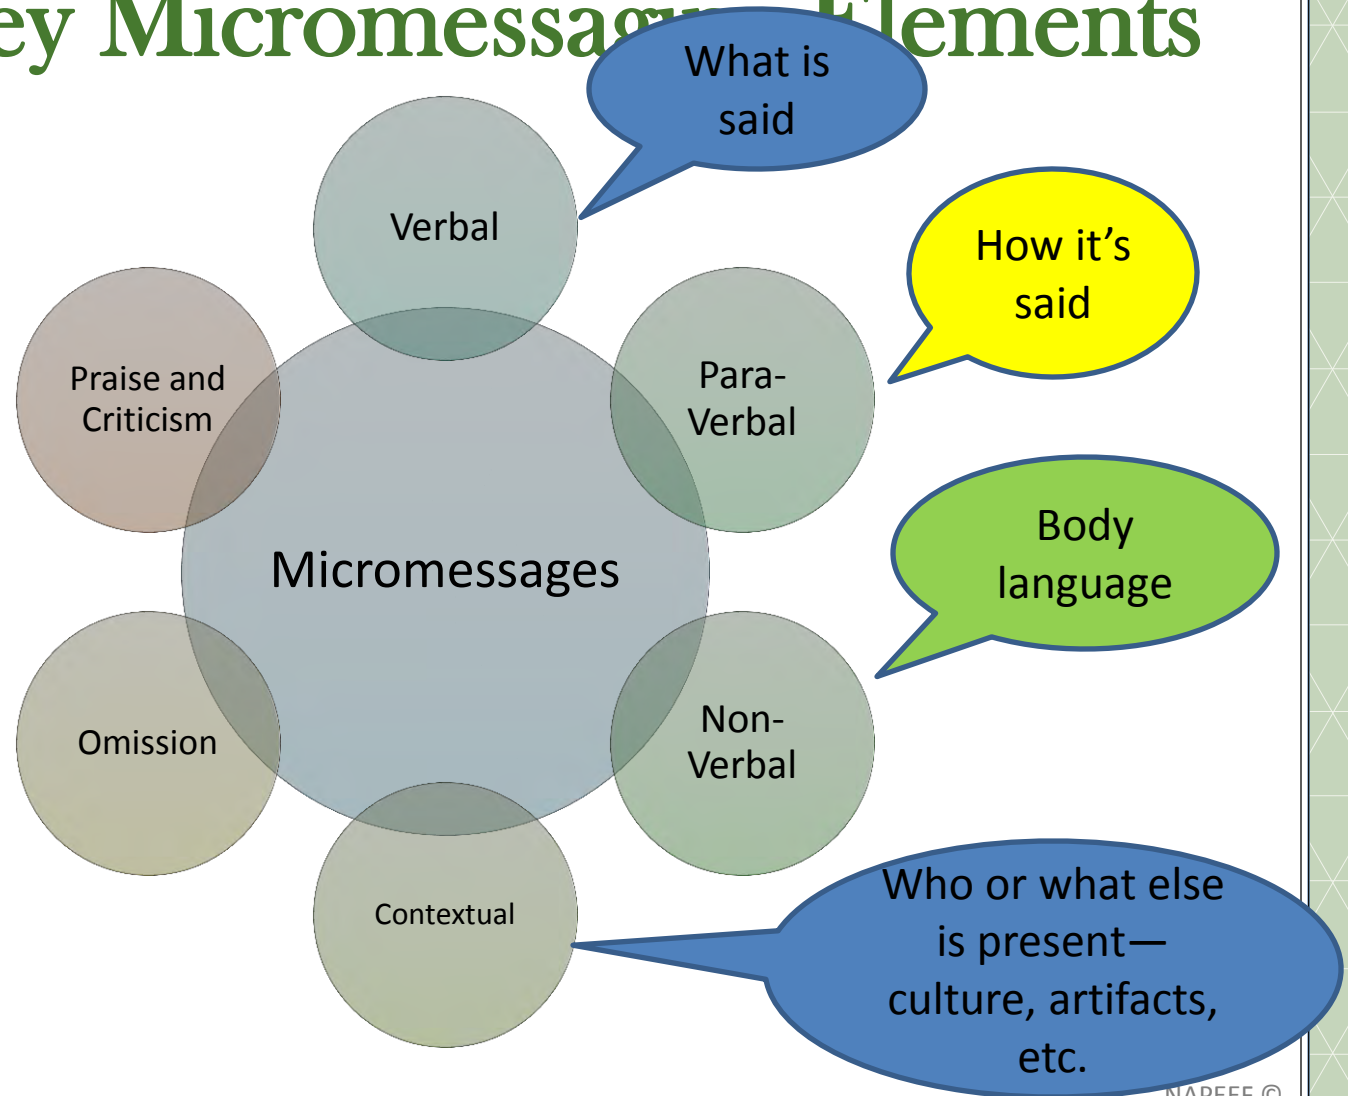 ey Micromessaging Elements
What is
said
Verbal
How it's
said
Para-
Verbal
Praise and
Criticism
Body
language
Micromessages
Non-
Verbal
Omission
Contextual
Who or what else
is present—
culture, artifacts,
etc.
©